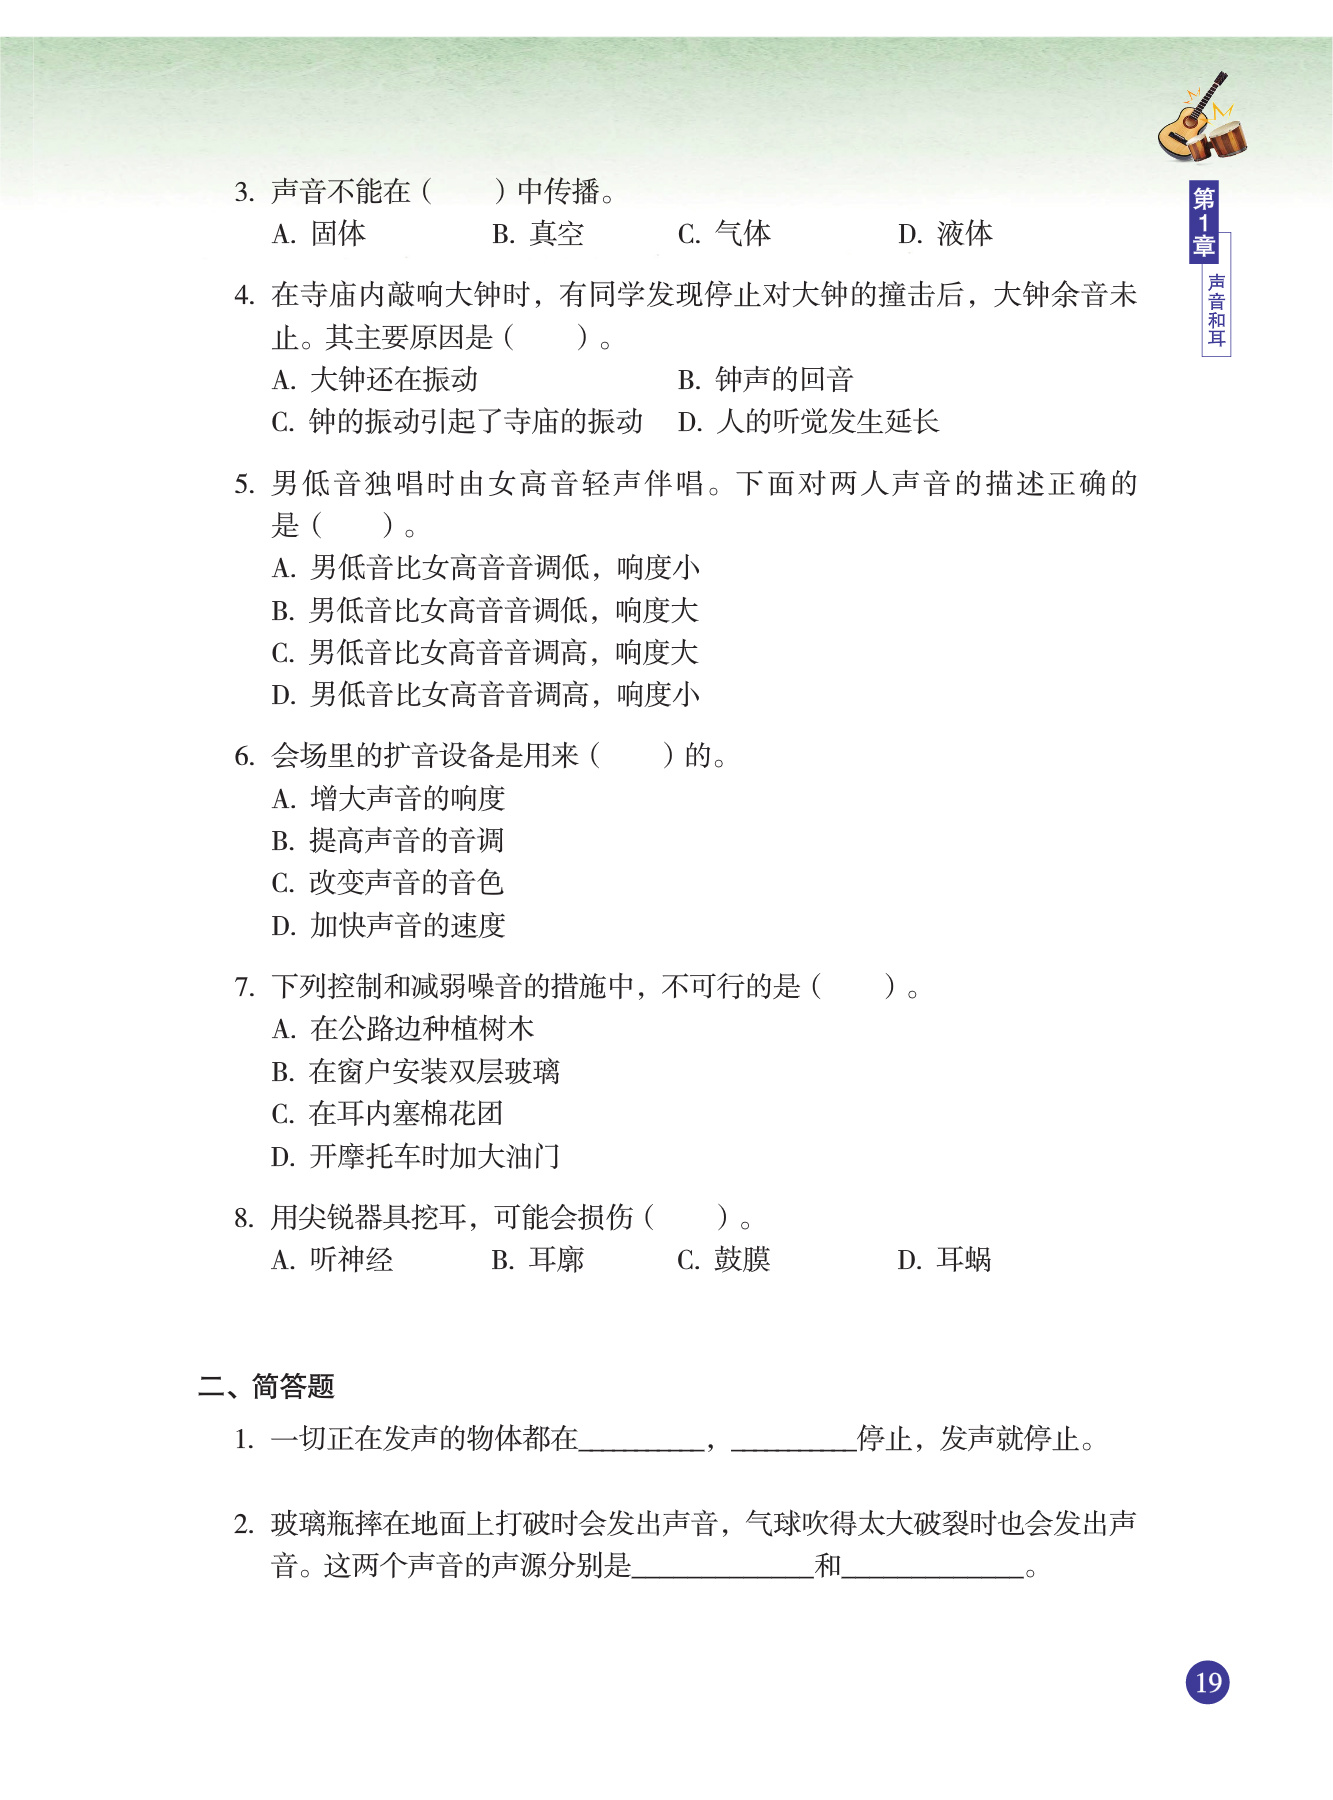 第1章
声音和耳
3. 声音不能在（　　）中传播。
A. 固体　B. 真空　C. 气体　D. 液体
4. 在寺庙内敲响大钟时，有同学发现停止对大钟的撞击后，大钟余音未
止。其主要原因是（　　）。
A. 大钟还在振动　B. 钟声的回音
C. 钟的振动引起了寺庙的振动　D. 人的听觉发生延长
5. 男低音独唱时由女高音轻声伴唱。下面对两人声音的描述正确的
是（　　）。
A. 男低音比女高音音调低，响度小
B. 男低音比女高音音调低，响度大
C. 男低音比女高音音调高，响度大
D. 男低音比女高音音调高，响度小
6. 会场里的扩音设备是用来（　　）的。
A. 增大声音的响度
B. 提高声音的音调
C. 改变声音的音色
D. 加快声音的速度
7. 下列控制和减弱噪音的措施中，不可行的是（　　）。
A. 在公路边种植树木
B. 在窗户安装双层玻璃
C. 在耳内塞棉花团
D. 开摩托车时加大油门
8. 用尖锐器具挖耳，可能会损伤（　　）。
A. 听神经　B. 耳廓　C. 鼓膜　D. 耳蜗
二、简答题
1. 一切正在发声的物体都在_________，_________停止，发声就停止。
2. 玻璃瓶摔在地面上打破时会发出声音，气球吹得太大破裂时也会发出声
音。这两个声音的声源分别是_____________和_____________。
19